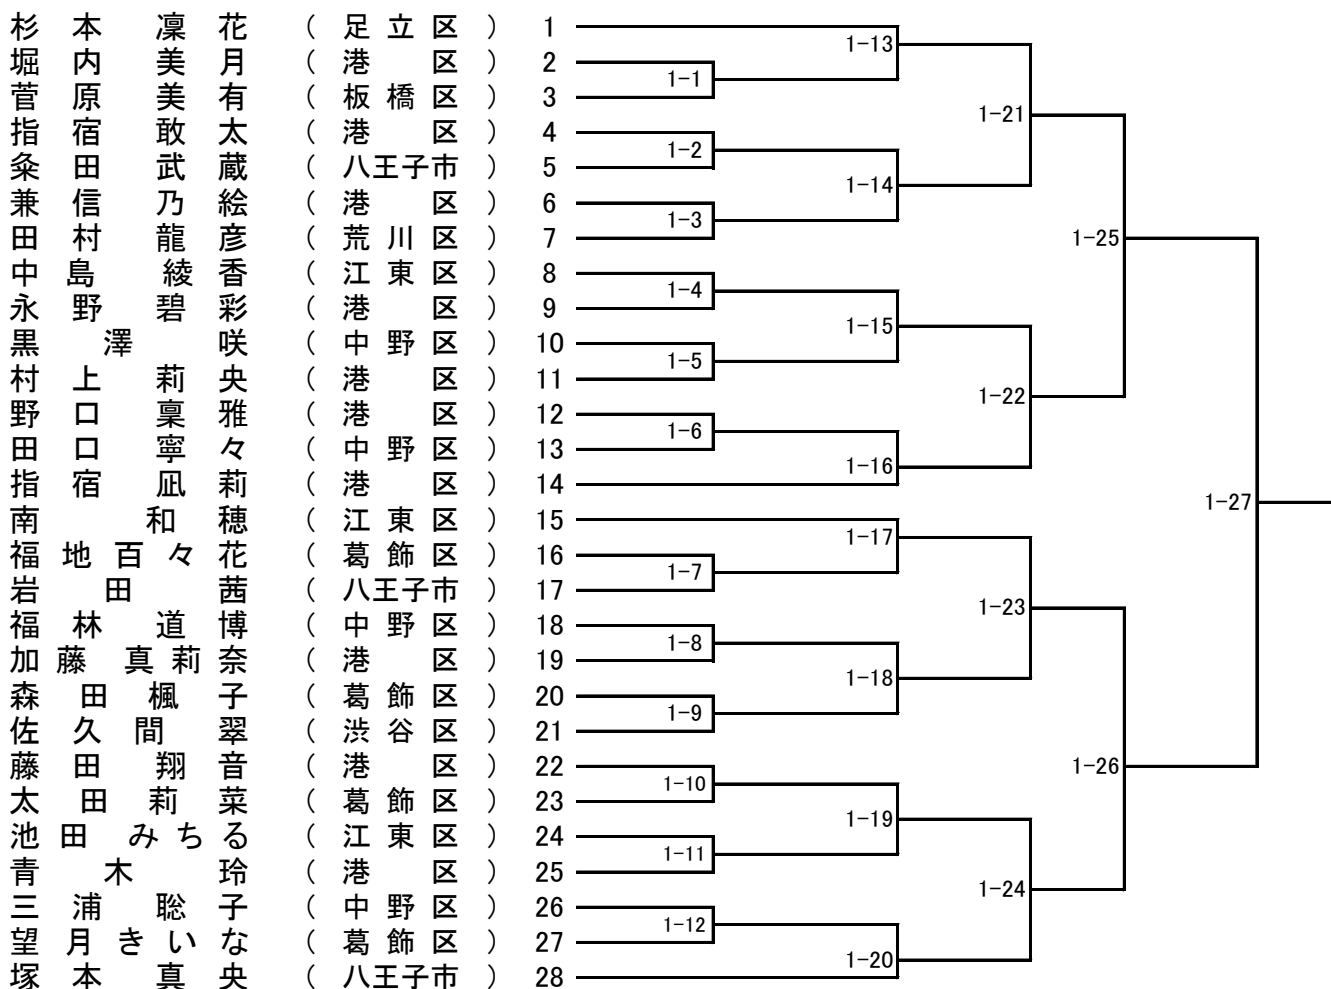 杉本 凜花 (足立区) 1
堀内 美月 (港区) 2
菅原 美有 (板橋区) 3
指宿 敢太 (港区) 4
粂田 武蔵 (八王子市) 5
兼信 乃絵 (港区) 6
田村 龍彦 (荒川区) 7
中島 綾香 (江東区) 8
永野 碧彩 (港区) 9
黒澤 咲 (中野区) 10
村上 莉央 (港区) 11
野口 稟雅 (港区) 12
田口 寧々 (中野区) 13
指宿 凪莉 (港区) 14
南 和穂 (江東区) 15
福地 百々花 (葛飾区) 16
岩田 茜 (八王子市) 17
福林 道博 (中野区) 18
加藤 真莉奈 (港区) 19
森田 楓子 (葛飾区) 20
佐久間 翠 (渋谷区) 21
藤田 翔音 (港区) 22
太田 莉菜 (葛飾区) 23
池田 みちる (江東区) 24
青木 玲 (港区) 25
三浦 聡子 (中野区) 26
望月 きいな (葛飾区) 27
塚本 真央 (八王子市) 28
1-1
1-2
1-3
1-4
1-5
1-6
1-7
1-8
1-9
1-10
1-11
1-12
1-13
1-14
1-15
1-16
1-17
1-18
1-19
1-20
1-21
1-22
1-23
1-24
1-25
1-26
1-27